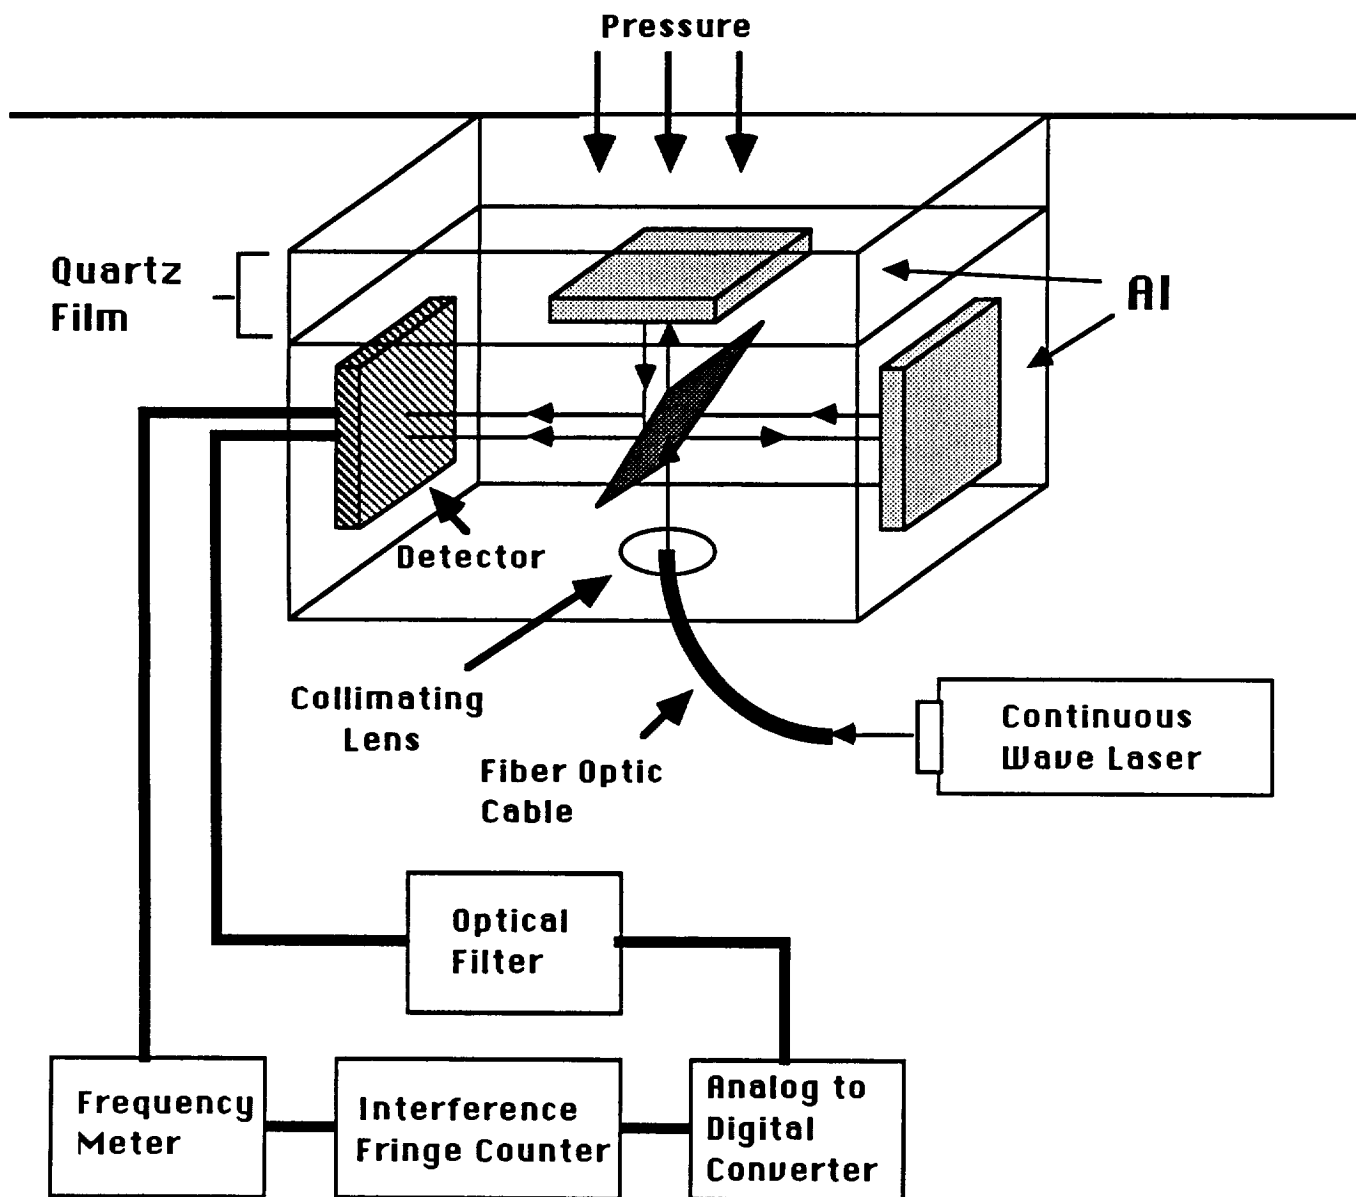 Pressure
Quartz
Film
Al
Detector
Collimating
Lens
Fiber Optic
Cable
Continuous
Wave Laser
Optical
Filter
Frequency
Meter
Interference
Fringe Counter
Analog to
Digital
Converter